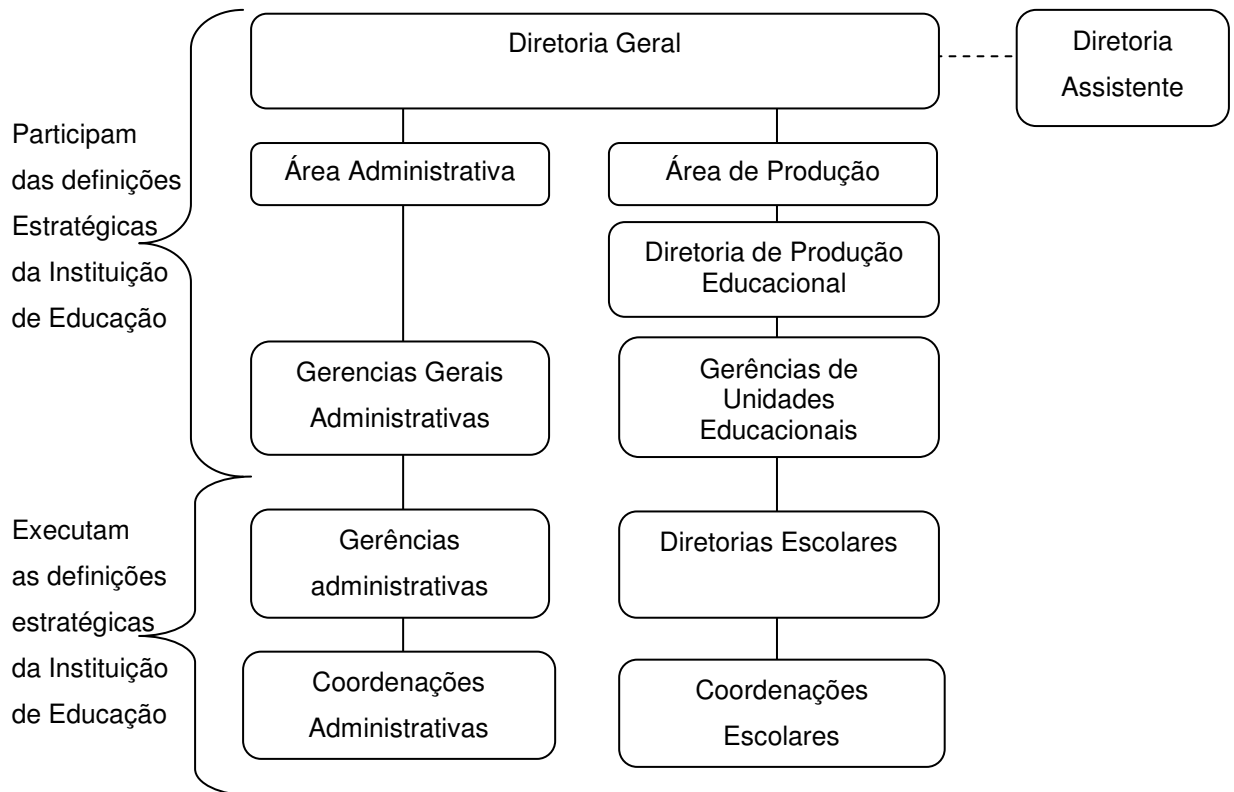 Diretoria Geral
Diretoria
Assistente
Participam
das definições
Estratégicas
da Instituição
de Educação
Área Administrativa
Área de Produção
Diretoria de Produção
Educacional
Gerencias Gerais
Administrativas
Gerências de
Unidades
Educacionais
Executam
as definições
estratégicas
da Instituição
de Educação
Gerências
administrativas
Diretorias Escolares
Coordenações
Administrativas
Coordenações
Escolares